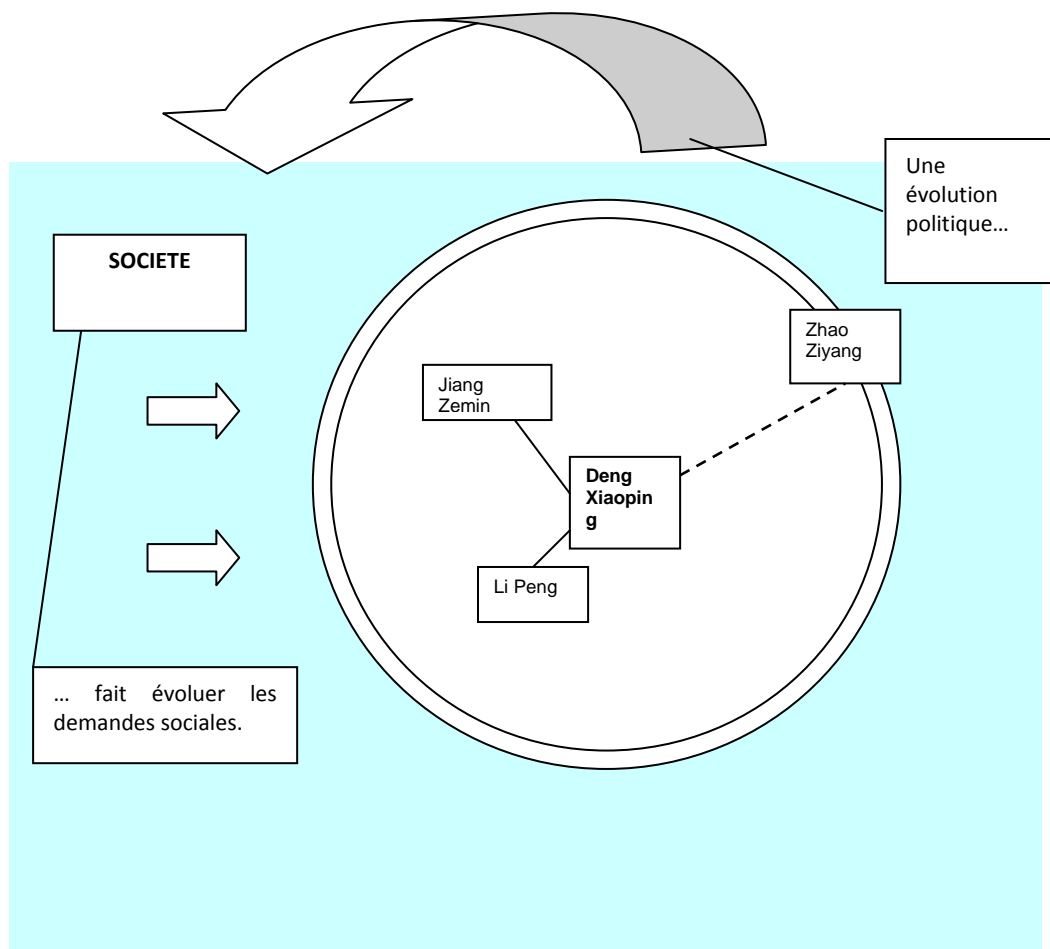 Une
évolution
politique…
SOCIETE
Zhao
Ziyang
Jiang
Zemin
Deng
Xiaopin
g
Li Peng
… fait évoluer les
demandes sociales.